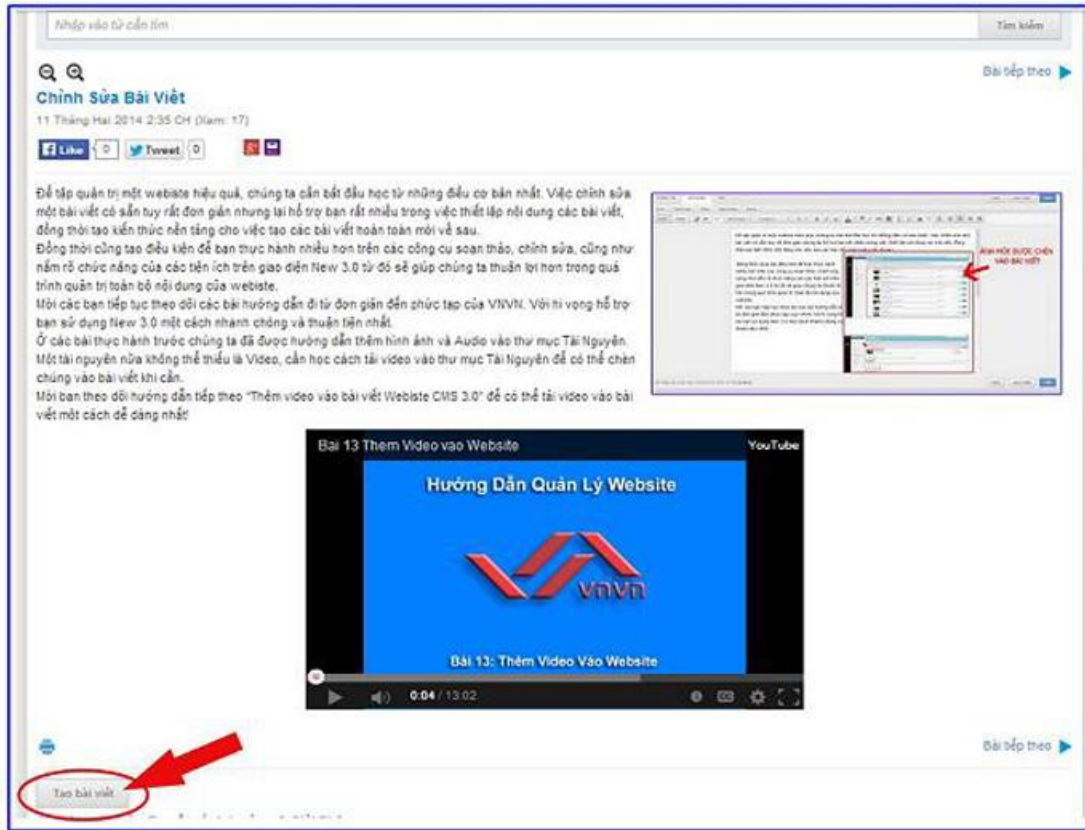 Nhập vào từ cần tìm
Tìm kiếm
Bài tiếp theo
Chỉnh Sửa Bài Viết
11 Tháng Hai 2014 2:35 CH (Xem: 17)
Like 0 Tweet 0
Để tập quản trị một webiste hiệu quả, chúng ta cần bắt đầu học từ những điều cơ bản nhất. Việc chỉnh sửa
một bài viết có sẵn tuy rất đơn giản nhưng lại hỗ trợ bạn rất nhiều trong việc thiết lập nội dung các bài viết,
đồng thời tạo kiến thức nền tảng cho việc tạo các bài viết hoàn toàn mới về sau.
Đồng thời cũng tạo điều kiện để bạn thực hành nhiều hơn trên các công cụ soạn thảo, chỉnh sửa, cũng như
nắm rõ chức năng của các tiện ích trên giao diện New 3.0 từ đó sẽ giúp chúng ta thuận lợi hơn trong quá
trình quản trị toàn bộ nội dung của webiste.
Mời các bạn tiếp tục theo dõi các bài hướng dẫn đi từ đơn giản đến phức tạp của VNVN. Với hi vọng hỗ trợ
bạn sử dụng New 3.0 một cách nhanh chóng và thuận tiện nhất.
Ở các bài thực hành trước chúng ta đã được hướng dẫn thêm hình ảnh và Audio vào thư mục Tài Nguyên.
Một tài nguyên nữa không thể thiếu là Video, cần học cách tải video vào thư mục Tài Nguyên để có thể chèn
chúng vào bài viết khi cần.
Mời bạn theo dõi hướng dẫn tiếp theo "Thêm video vào bài viết Webiste CMS 3.0" để có thể tải video vào bài
viết một cách dễ dàng nhất!
ẢNH MỚI ĐƯỢC CHÈN
VÀO BÀI VIẾT
Bai 13 Them Video vao Website
YouTube
Hướng Dẫn Quản Lý Website
VNVN
Bài 13: Thêm Video Vào Website
0:04 / 13:02
Bài tiếp theo
Tạo bài viết